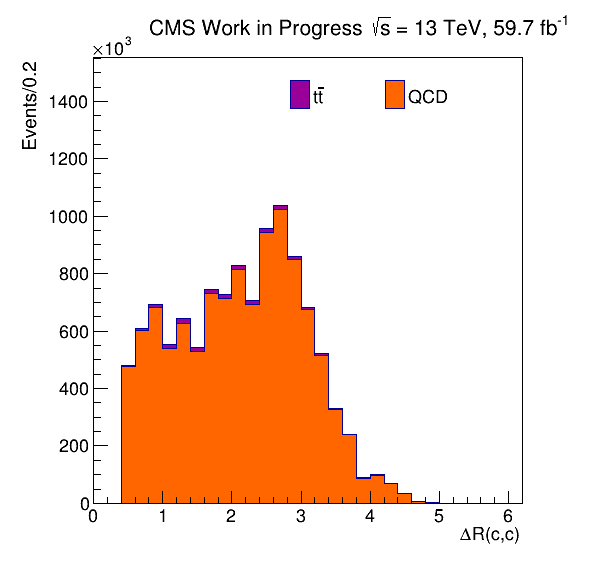 CMS Work in Progress √s = 13 TeV, 59.7 fb⁻¹
×10³
Events/0.2
tt̅ QCD
1400
1200
1000
800
600
400
200
0
0 1 2 3 4 5 6
ΔR(c,c)